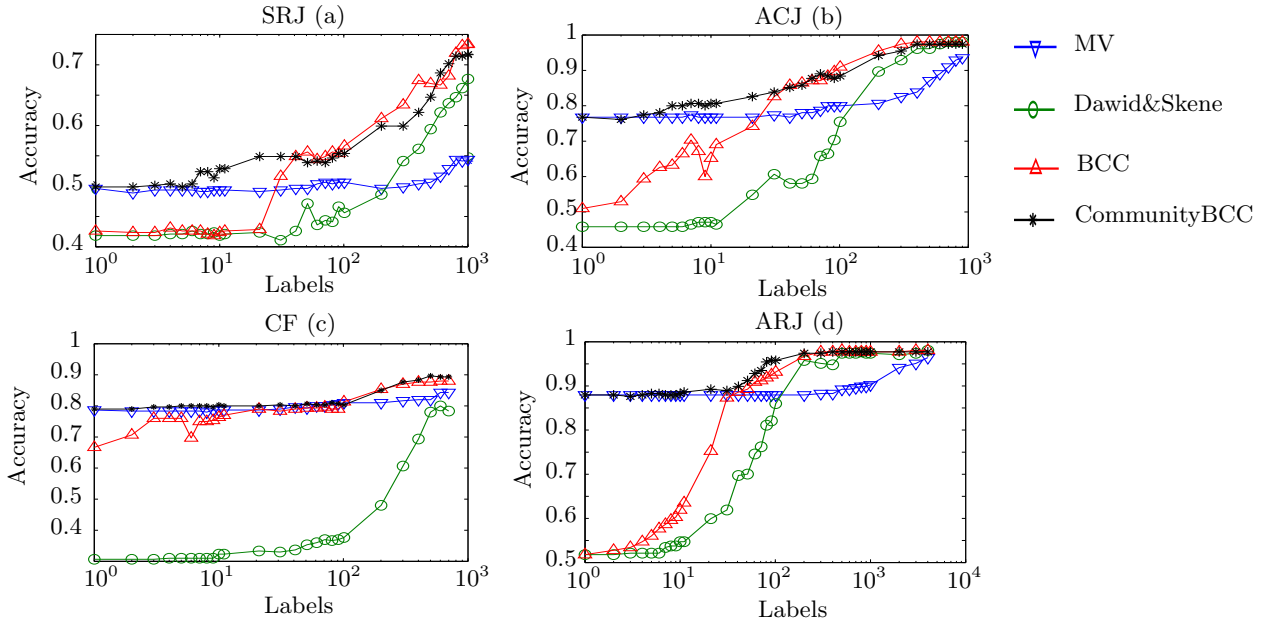 SRJ (a)
Accuracy
0.7
0.6
0.5
0.4
10^0
10^1
10^2
10^3
Labels
ACJ (b)
Accuracy
1
0.9
0.8
0.7
0.6
0.5
0.4
10^0
10^1
10^2
10^3
Labels
MV
Dawid&Skene
BCC
CommunityBCC
CF (c)
Accuracy
1
0.9
0.8
0.7
0.6
0.5
0.4
0.3
10^0
10^1
10^2
10^3
Labels
ARJ (d)
Accuracy
1
0.9
0.8
0.7
0.6
0.5
10^0
10^1
10^2
10^3
10^4
Labels